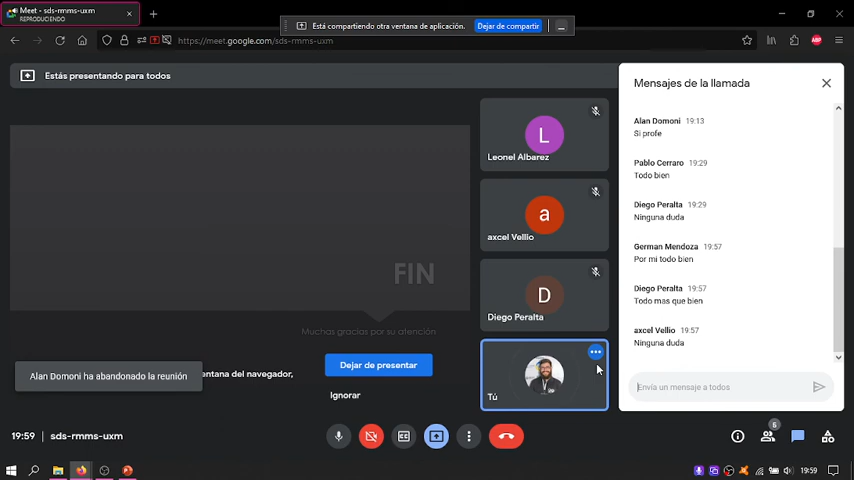 Meet - sds-rmms-uxm
REPRODUCIENDO
Está compartiendo otra ventana de aplicación.
Dejar de compartir
https://meet.google.com/sds-rmms-uxm
ABP
Estás presentando para todos
FIN
Muchas gracias por su atención
entana del navegador,
Dejar de presentar
Ignorar
Alan Domoni ha abandonado la reunión
L
Leonel Albarez
a
axcel Vellio
D
Diego Peralta
Tú
Mensajes de la llamada
Alan Domoni 19:13
Si profe
Pablo Cerraro 19:29
Todo bien
Diego Peralta 19:29
Ninguna duda
German Mendoza 19:57
Por mi todo bien
Diego Peralta 19:57
Todo mas que bien
axcel Vellio 19:57
Ninguna duda
Envía un mensaje a todos
19:59 sds-rmms-uxm
19:59